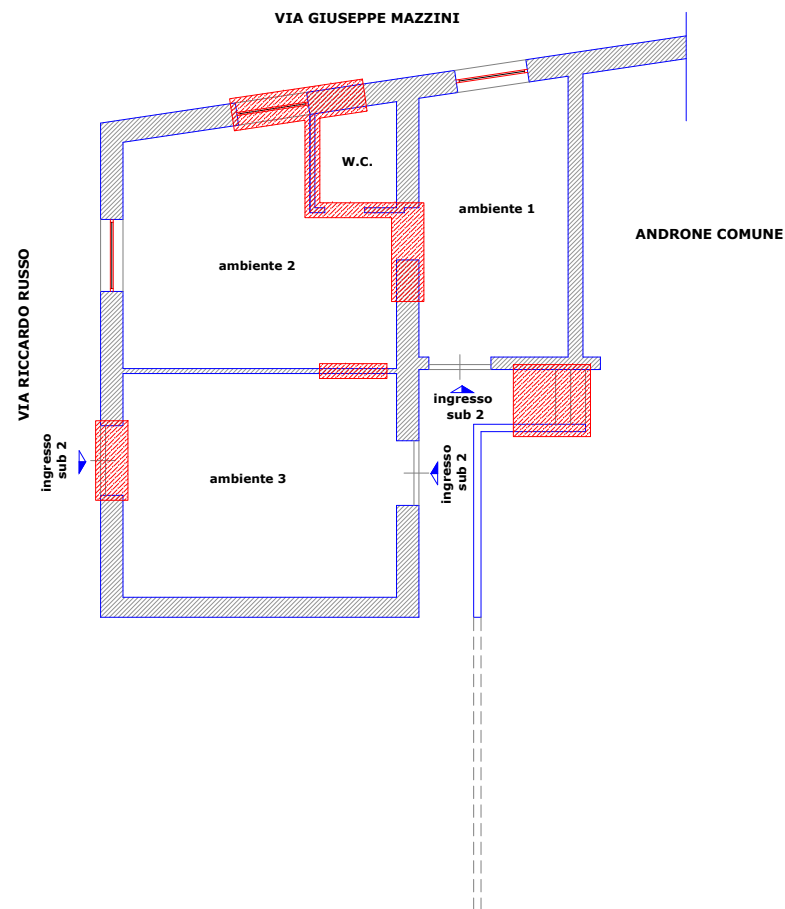 VIA GIUSEPPE MAZZINI
W.C.
ambiente 1
ANDRONE COMUNE
ambiente 2
VIA RICCARDO RUSSO
ingresso
sub 2
ingresso
sub 2
ambiente 3
ingresso
sub 2